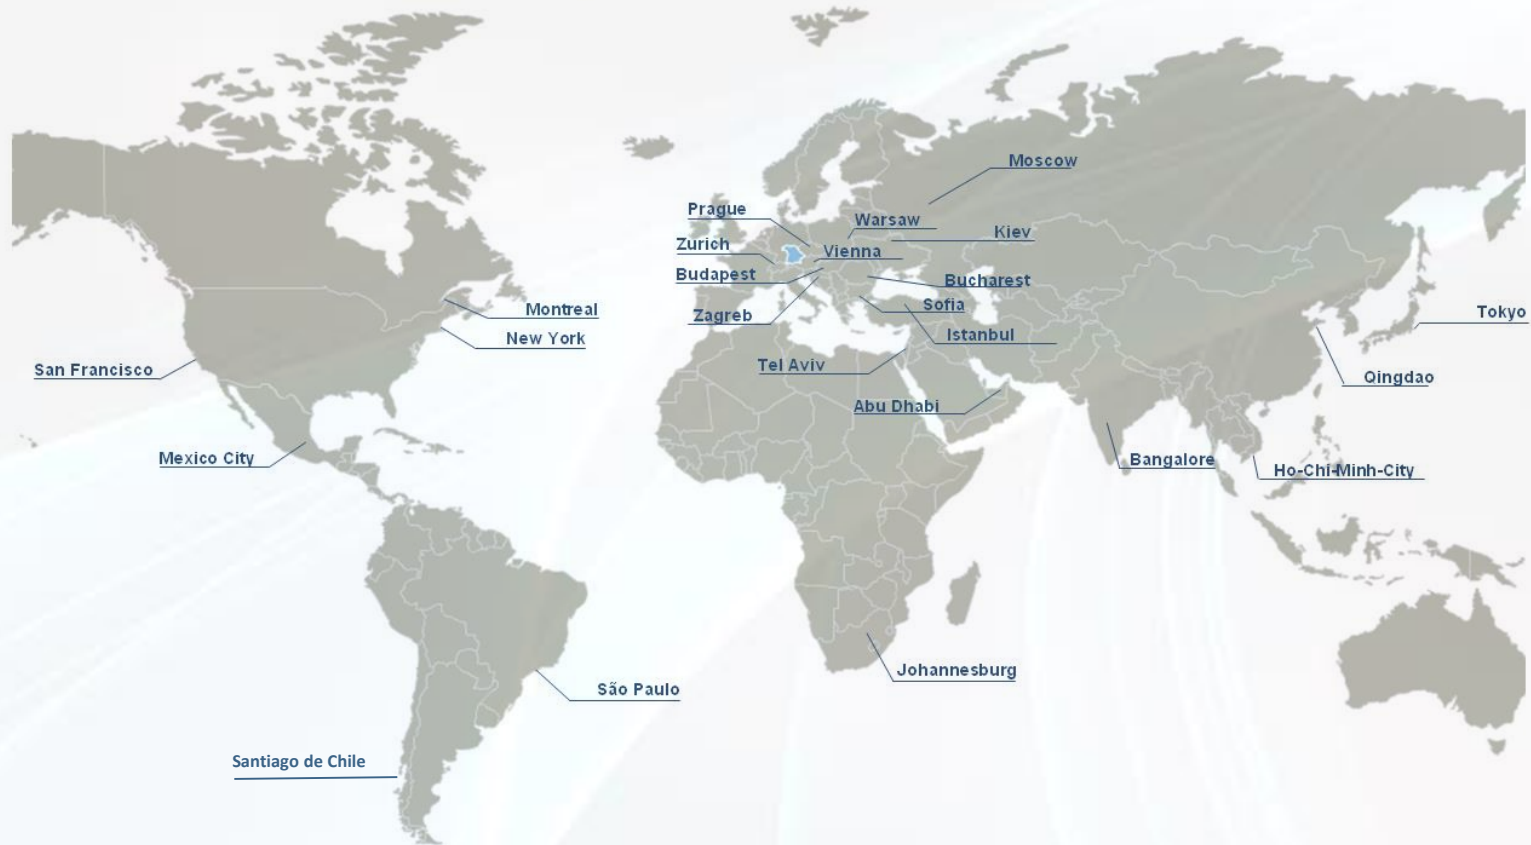 Moscow
Prague
Warsaw
Kiev
Zurich
Vienna
Budapest
Bucharest
Sofia
Montreal
Zagreb
Tokyo
New York
Istanbul
San Francisco
Tel Aviv
Qingdao
Abu Dhabi
Mexico City
Bangalore
Ho-Chi-Minh-City
Johannesburg
São Paulo
Santiago de Chile